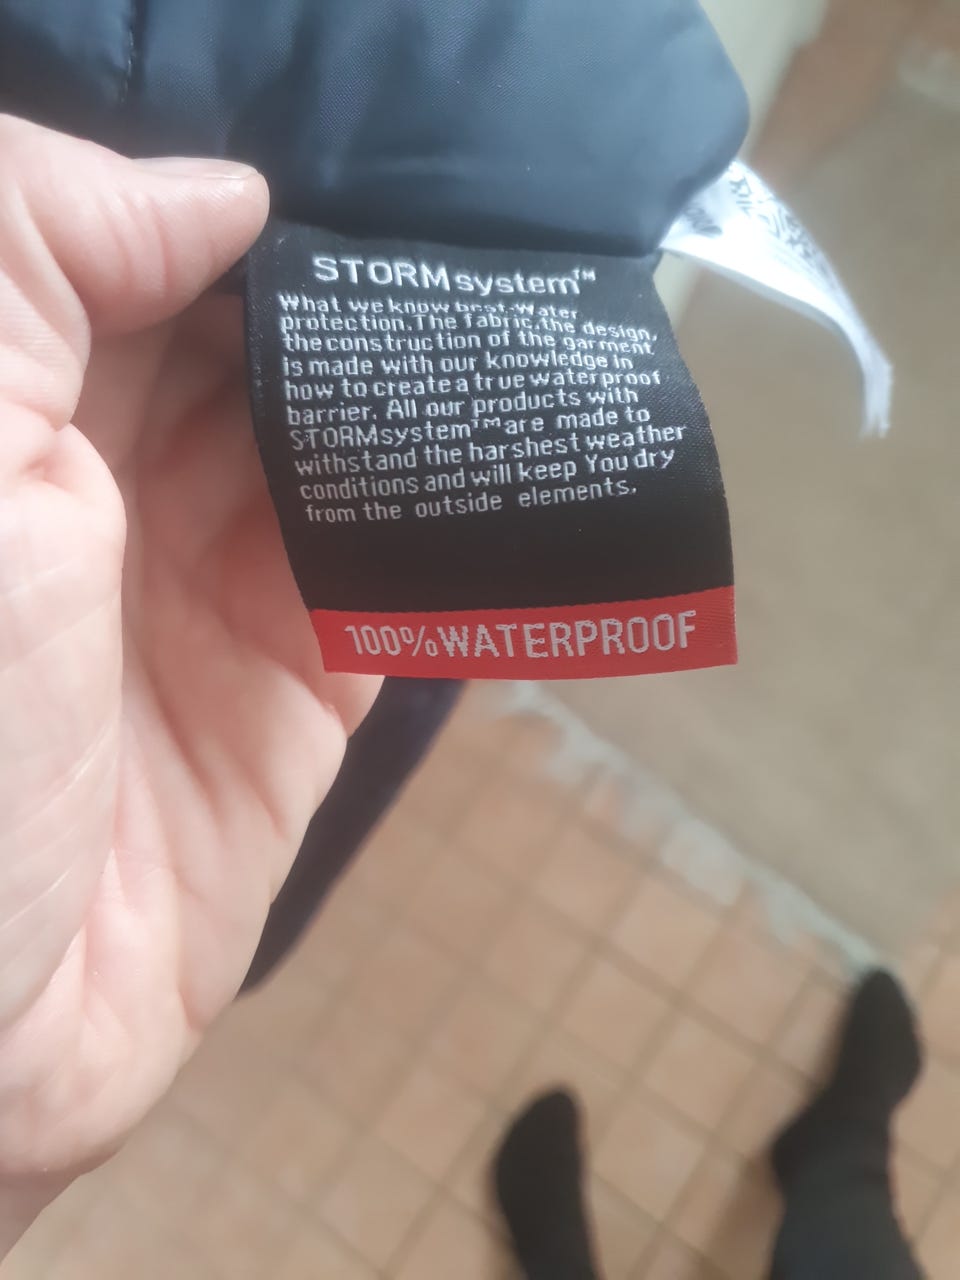 STORMsystem™
What we know best-Water
protection.The fabric,the design,
the construction of the garment
is made with our knowledge in
how to create a true waterproof
barrier. All our products with
STORMsystem™ are made to
withstand the harshest weather
conditions and will keep You dry
from the outside elements.
100%WATERPROOF